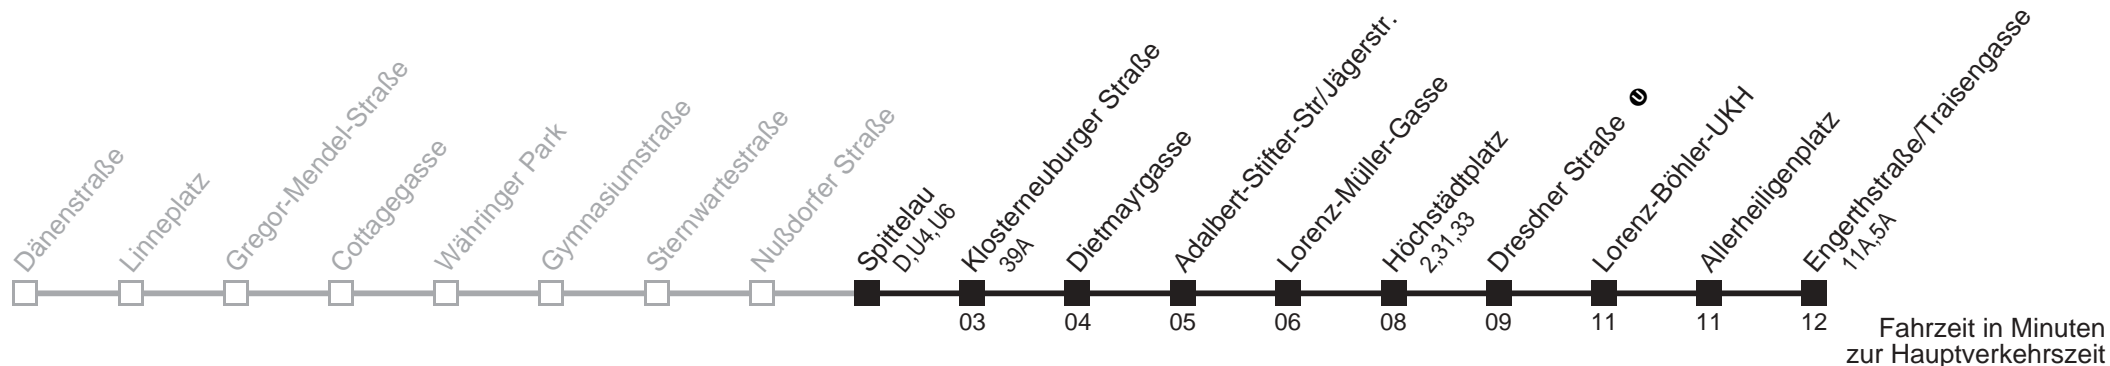 Dänenstraße
Linneplatz
Gregor-Mendel-Straße
Cottagegasse
Währinger Park
Gymnasiumstraße
Sternwartestraße
Nußdorfer Straße
Spittelau
D,U4,U6
Klosterneuburger Straße
39A
Dietmayrgasse
Adalbert-Stifter-Str/Jägerstr.
Lorenz-Müller-Gasse
Höchstädtplatz
2,31,33
Dresdner Straße U
Lorenz-Böhler-UKH
Allerheiligenplatz
Engerthstraße/Traisengasse
11A,5A
03 04 05 06 08 09 11 11 12
Fahrzeit in Minuten
zur Hauptverkehrszeit